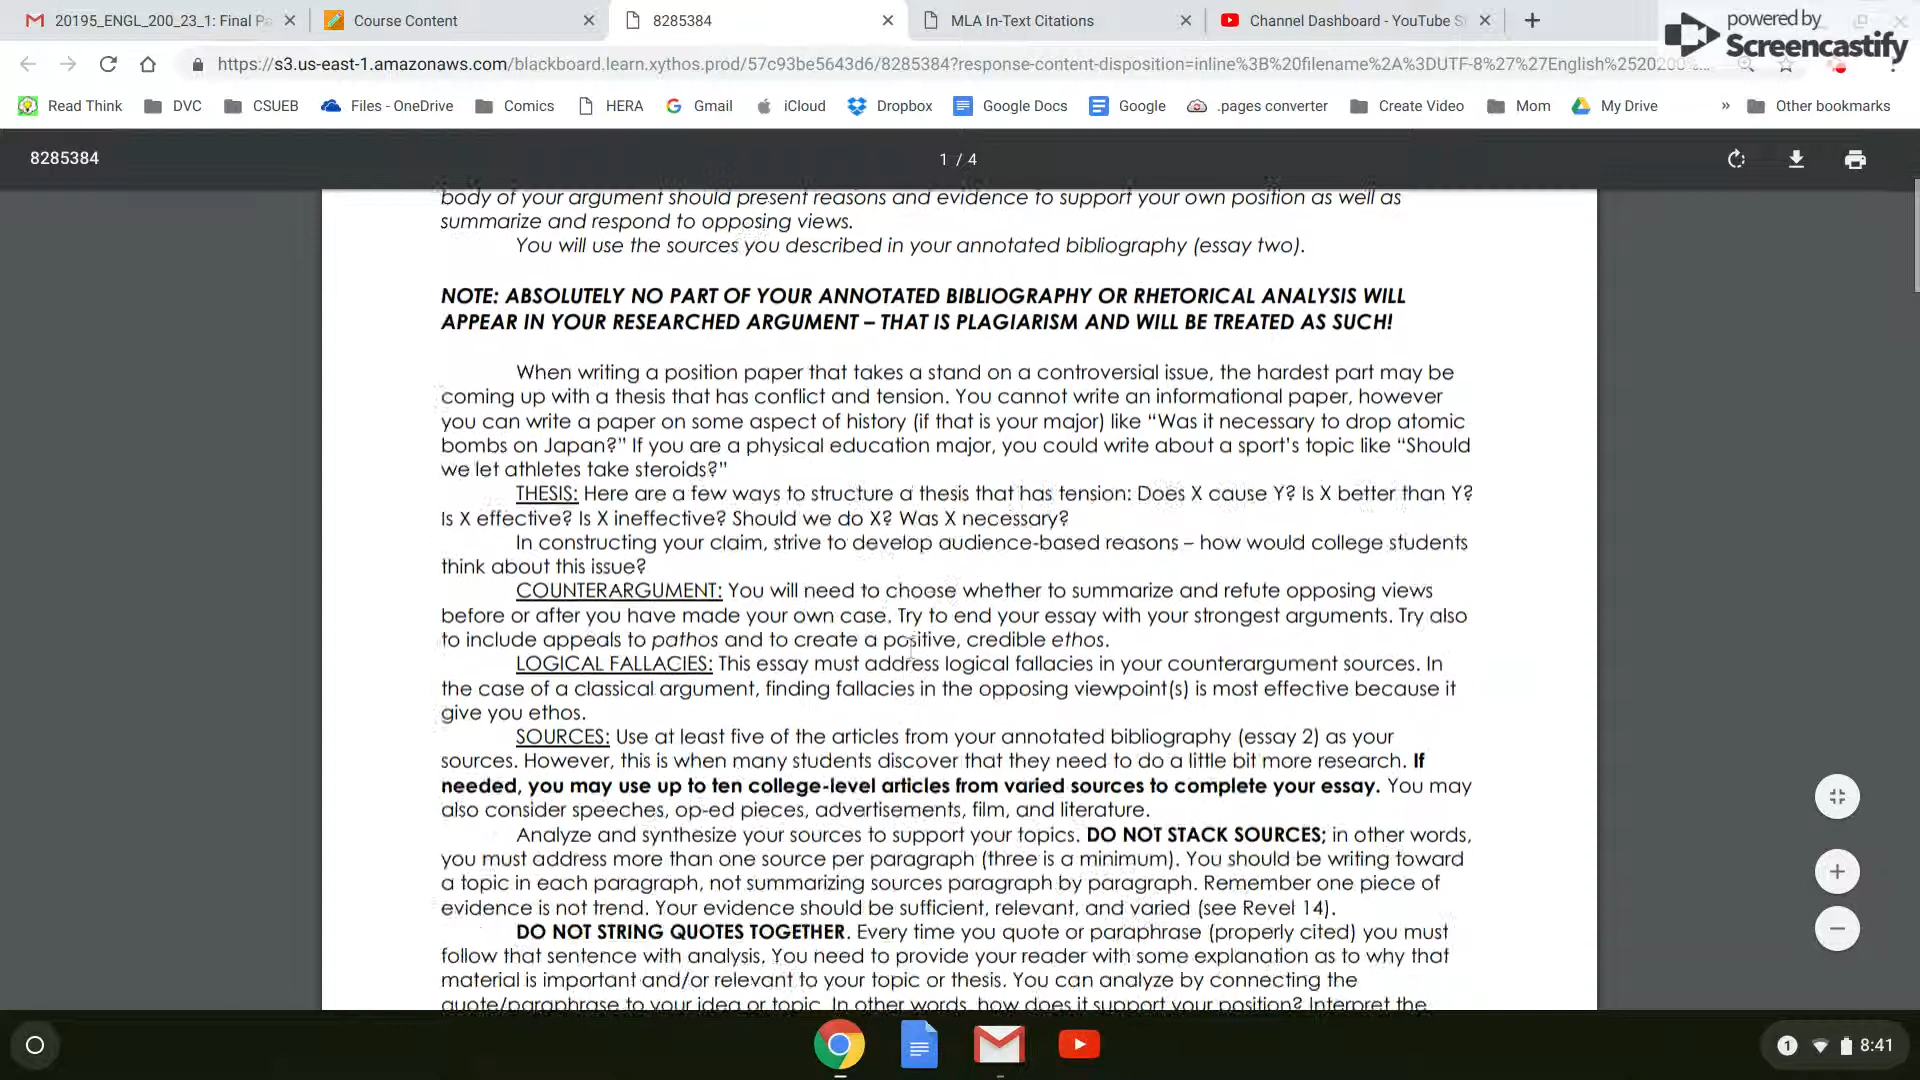 20195_ENGL_200_23_1: Final Pa
Course Content
8285384
MLA In-Text Citations
Channel Dashboard - YouTube S
powered by
Screencastify
https://s3.us-east-1.amazonaws.com/blackboard.learn.xythos.prod/57c93be5643d6/8285384?response-content-disposition=inline%3B%20filename%2A%3DUTF-8%27%27English%2520200...
Read Think
DVC
CSUEB
Files - OneDrive
Comics
HERA
Gmail
iCloud
Dropbox
Google Docs
Google
.pages converter
Create Video
Mom
My Drive
»
Other bookmarks
8285384
1 / 4
body of your argument should present reasons and evidence to support your own position as well as
summarize and respond to opposing views.
You will use the sources you described in your annotated bibliography (essay two).
NOTE: ABSOLUTELY NO PART OF YOUR ANNOTATED BIBLIOGRAPHY OR RHETORICAL ANALYSIS WILL
APPEAR IN YOUR RESEARCHED ARGUMENT – THAT IS PLAGIARISM AND WILL BE TREATED AS SUCH!
When writing a position paper that takes a stand on a controversial issue, the hardest part may be
coming up with a thesis that has conflict and tension. You cannot write an informational paper, however
you can write a paper on some aspect of history (if that is your major) like “Was it necessary to drop atomic
bombs on Japan?” If you are a physical education major, you could write about a sport’s topic like “Should
we let athletes take steroids?”
THESIS: Here are a few ways to structure a thesis that has tension: Does X cause Y? Is X better than Y?
Is X effective? Is X ineffective? Should we do X? Was X necessary?
In constructing your claim, strive to develop audience-based reasons – how would college students
think about this issue?
COUNTERARGUMENT: You will need to choose whether to summarize and refute opposing views
before or after you have made your own case. Try to end your essay with your strongest arguments. Try also
to include appeals to pathos and to create a positive, credible ethos.
LOGICAL FALLACIES: This essay must address logical fallacies in your counterargument sources. In
the case of a classical argument, finding fallacies in the opposing viewpoint(s) is most effective because it
give you ethos.
SOURCES: Use at least five of the articles from your annotated bibliography (essay 2) as your
sources. However, this is when many students discover that they need to do a little bit more research. If
needed, you may use up to ten college-level articles from varied sources to complete your essay. You may
also consider speeches, op-ed pieces, advertisements, film, and literature.
Analyze and synthesize your sources to support your topics. DO NOT STACK SOURCES; in other words,
you must address more than one source per paragraph (three is a minimum). You should be writing toward
a topic in each paragraph, not summarizing sources paragraph by paragraph. Remember one piece of
evidence is not trend. Your evidence should be sufficient, relevant, and varied (see Revel 14).
DO NOT STRING QUOTES TOGETHER. Every time you quote or paraphrase (properly cited) you must
follow that sentence with analysis. You need to provide your reader with some explanation as to why that
material is important and/or relevant to your topic or thesis. You can analyze by connecting the
quote/paraphrase to your idea or topic. In other words, how does it support your position? Interpret the
1
8:41